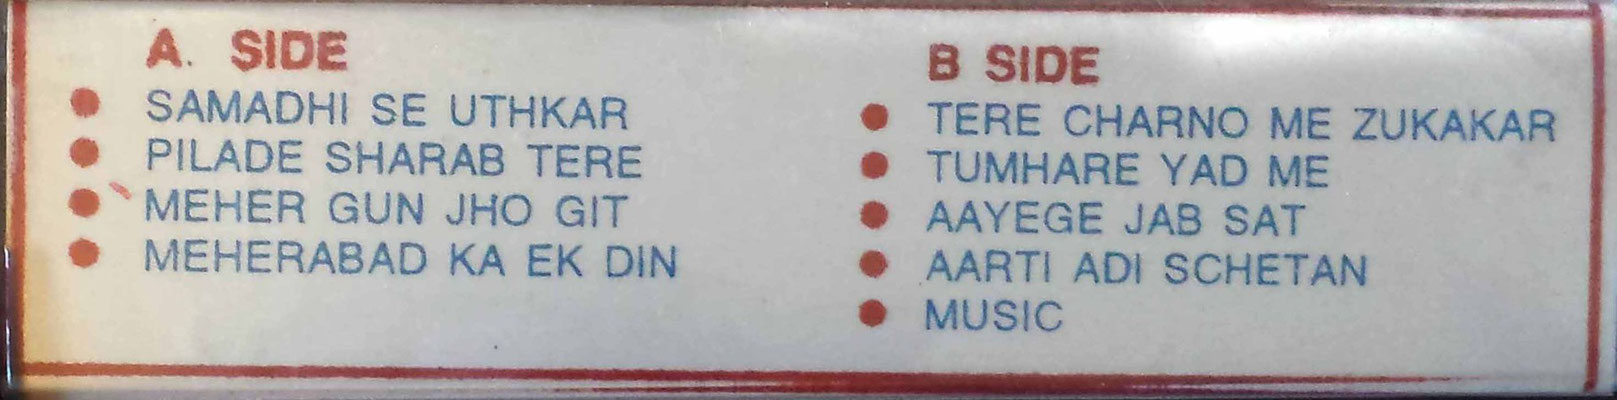 A. SIDE
SAMADHI SE UTHKAR
PILADE SHARAB TERE
MEHER GUN JHO GIT
MEHERABAD KA EK DIN
B SIDE
TERE CHARNO ME ZUKAKAR
TUMHARE YAD ME
AAYEGE JAB SAT
AARTI ADI SCHETAN
MUSIC